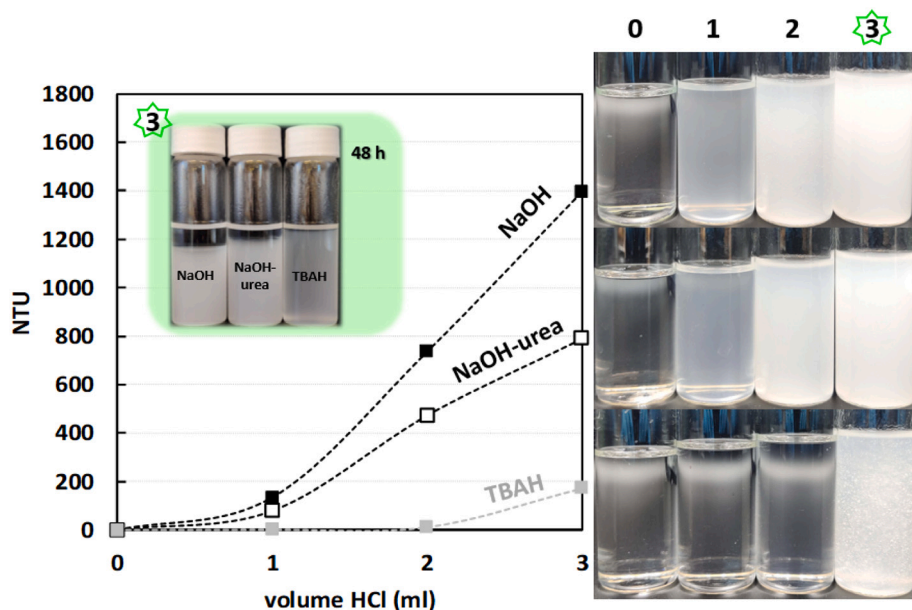 0 1 2 3
1800
1600
1400
1200
1000
800
600
400
200
0
NTU
3
48 h
NaOH
NaOH-
urea
TBAH
NaOH
NaOH-urea
TBAH
0 1 2 3
volume HCl (ml)